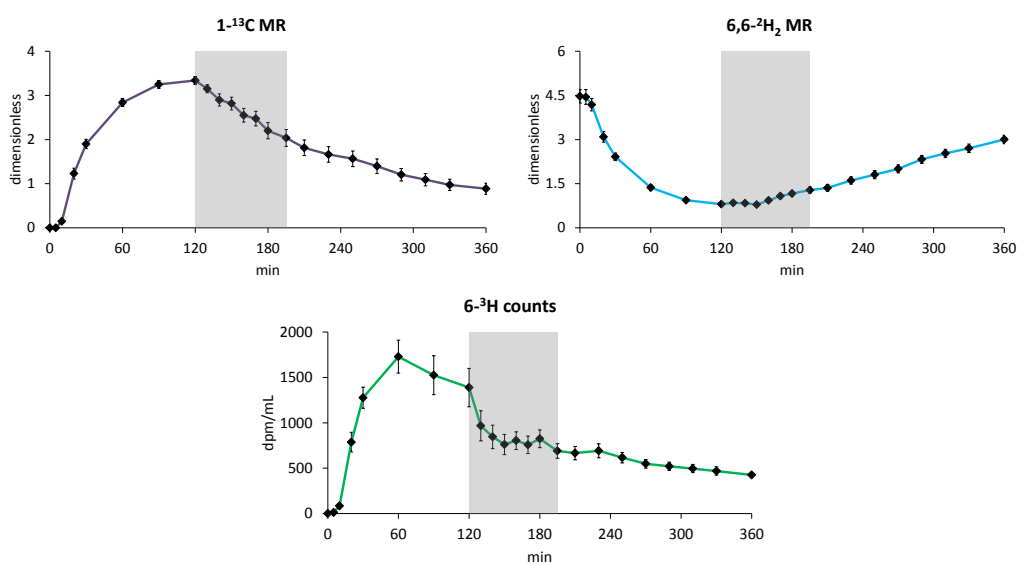 1-¹³C MR
dimensionless
4
3
2
1
0
0 60 120 180 240 300 360
min
6,6-²H₂ MR
dimensionless
6
4.5
3
1.5
0
0 60 120 180 240 300 360
min
6-³H counts
dpm/mL
2000
1500
1000
500
0
0 60 120 180 240 300 360
min